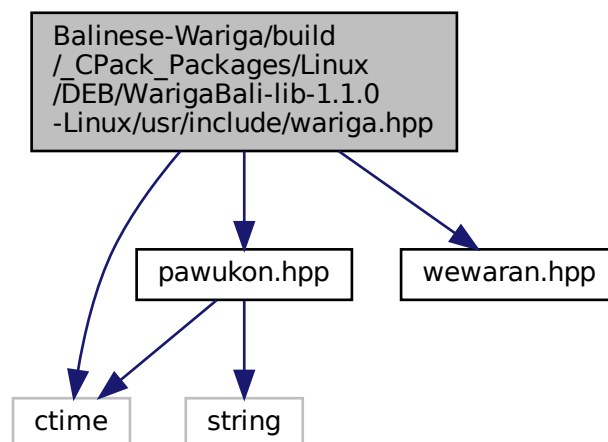 Balinese-Wariga/build
/_CPack_Packages/Linux
/DEB/WarigaBali-lib-1.1.0
-Linux/usr/include/wariga.hpp
pawukon.hpp
wewaran.hpp
ctime
string